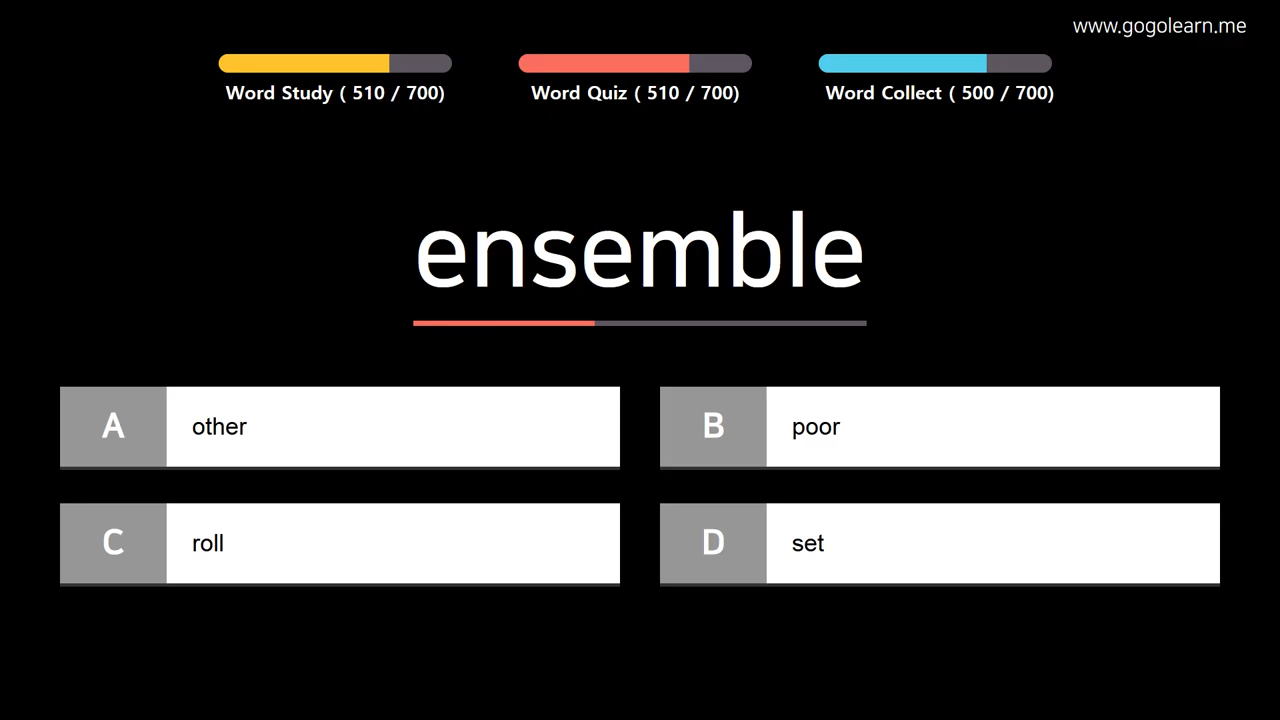 www.gogolearn.me
Word Study ( 510 / 700)
Word Quiz ( 510 / 700)
Word Collect ( 500 / 700)
ensemble
A other
B poor
C roll
D set